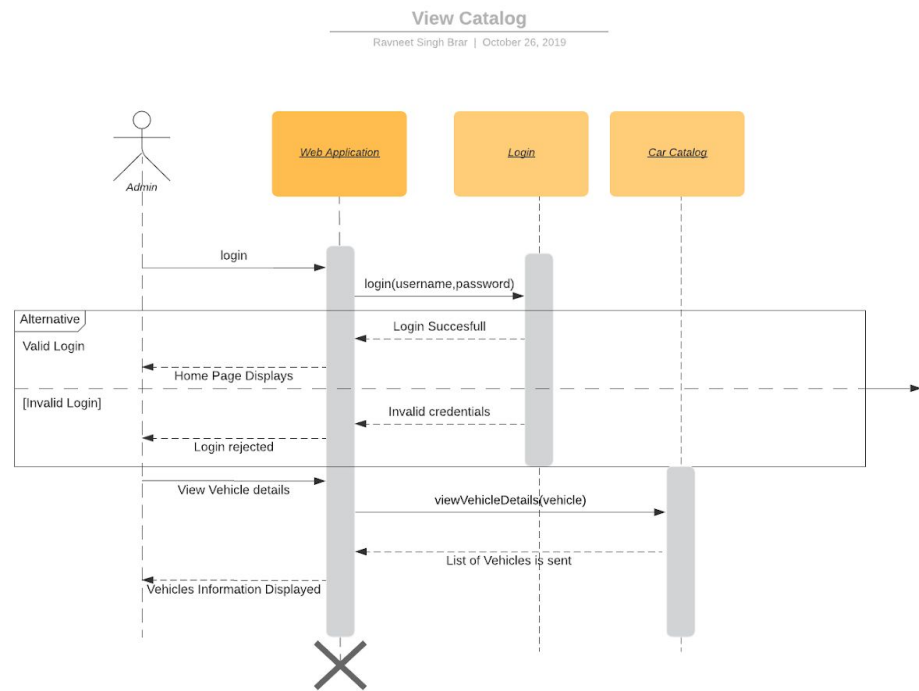 View Catalog
Ravneet Singh Brar | October 26, 2019
Admin
Web Application
Login
Car Catalog
login
login(username,password)
Alternative
Login Succesfull
Valid Login
Home Page Displays
[Invalid Login]
Invalid credentials
Login rejected
View Vehicle details
viewVehicleDetails(vehicle)
List of Vehicles is sent
Vehicles Information Displayed